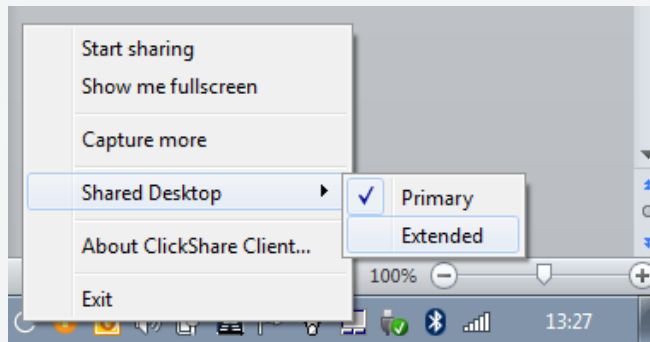 Start sharing
Show me fullscreen
Capture more
Shared Desktop
Primary
Extended
About ClickShare Client...
Exit
100%
13:27